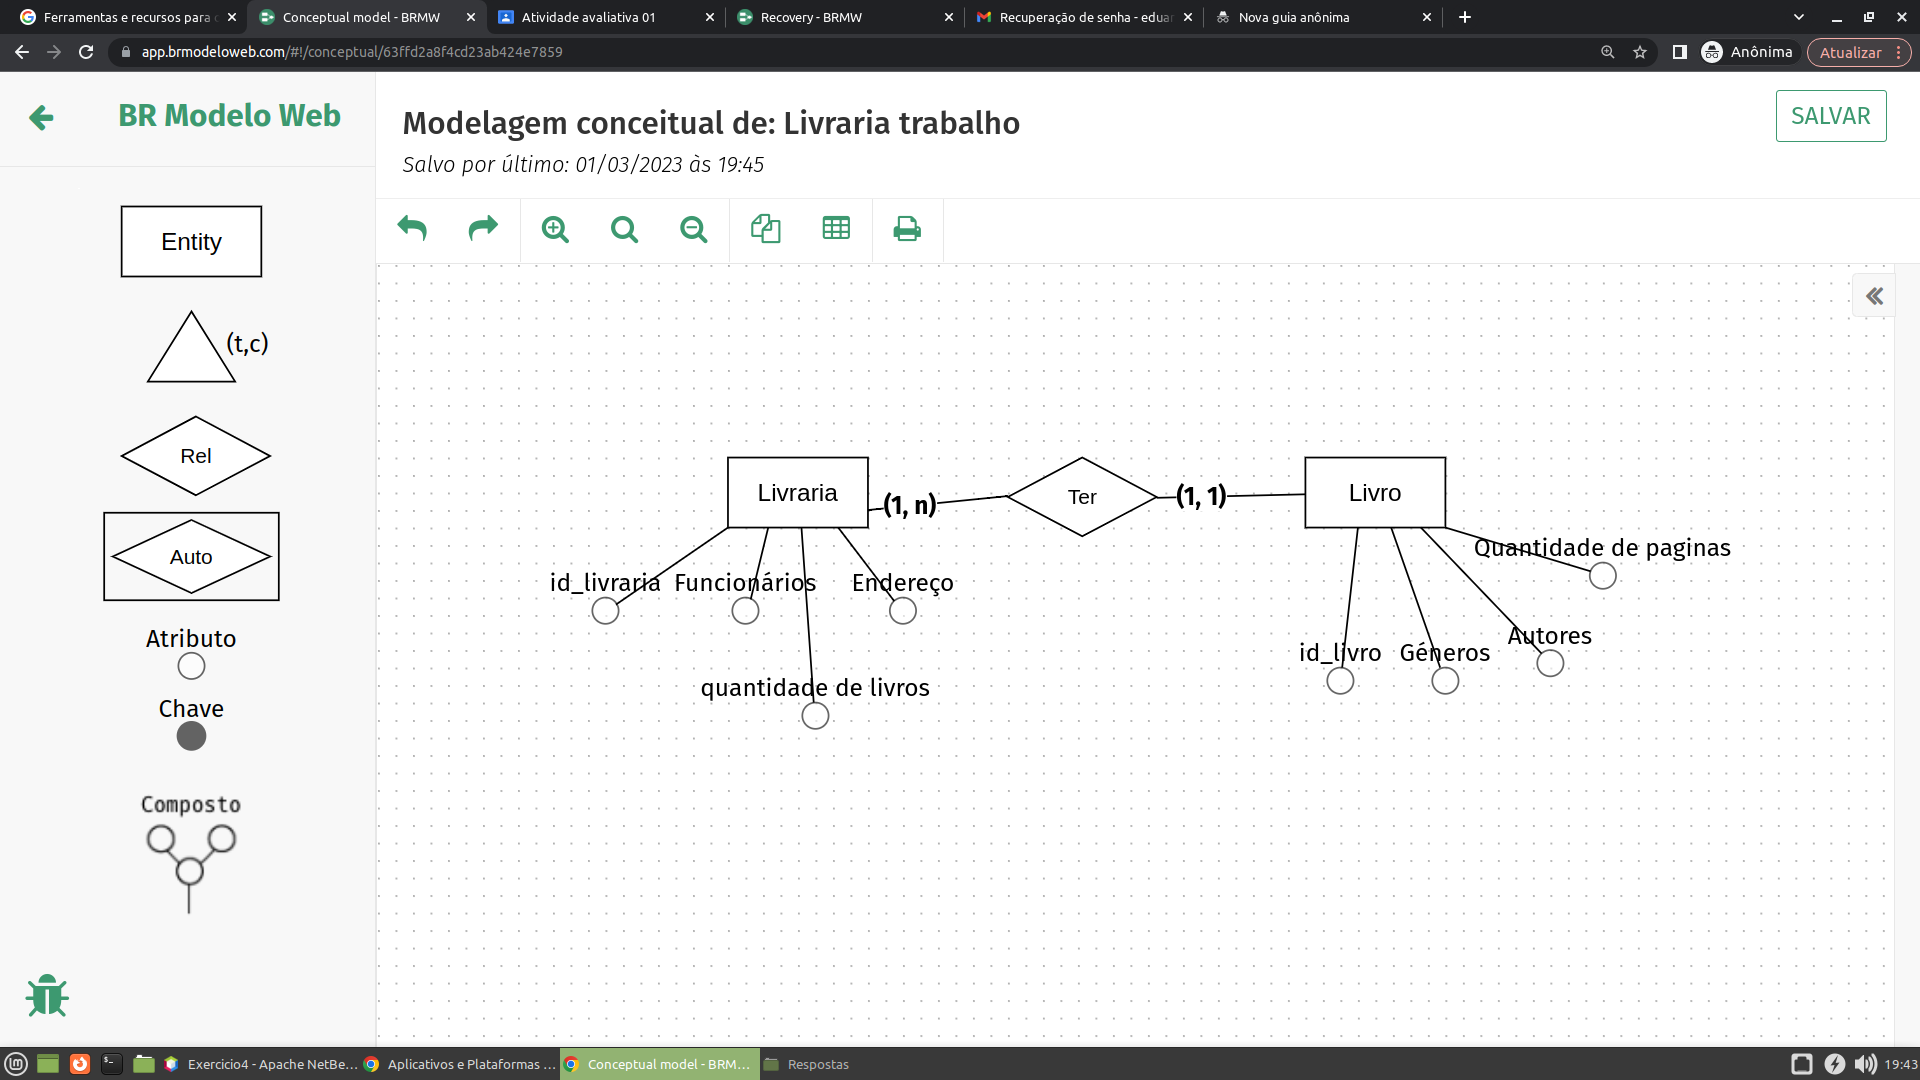 Ferramentas e recursos para
Conceptual model - BRMW
Atividade avaliativa 01
Recovery - BRMW
Recuperação de senha - eduar
Nova guia anônima
app.brmodeloweb.com/#!/conceptual/63ffd2a8f4cd23ab424e7859
Anônima
Atualizar
BR Modelo Web
Modelagem conceitual de: Livraria trabalho
Salvo por último: 01/03/2023 às 19:45
SALVAR
Entity
(t,c)
Rel
Auto
Atributo
Chave
Composto
Livraria
(1, n)
Ter
(1, 1)
Livro
id_livraria
Funcionários
Endereço
quantidade de livros
Quantidade de paginas
Autores
id_livro
Géneros
Exercicio4 - Apache NetBe...
Aplicativos e Plataformas ...
Conceptual model - BRM...
Respostas
19:43